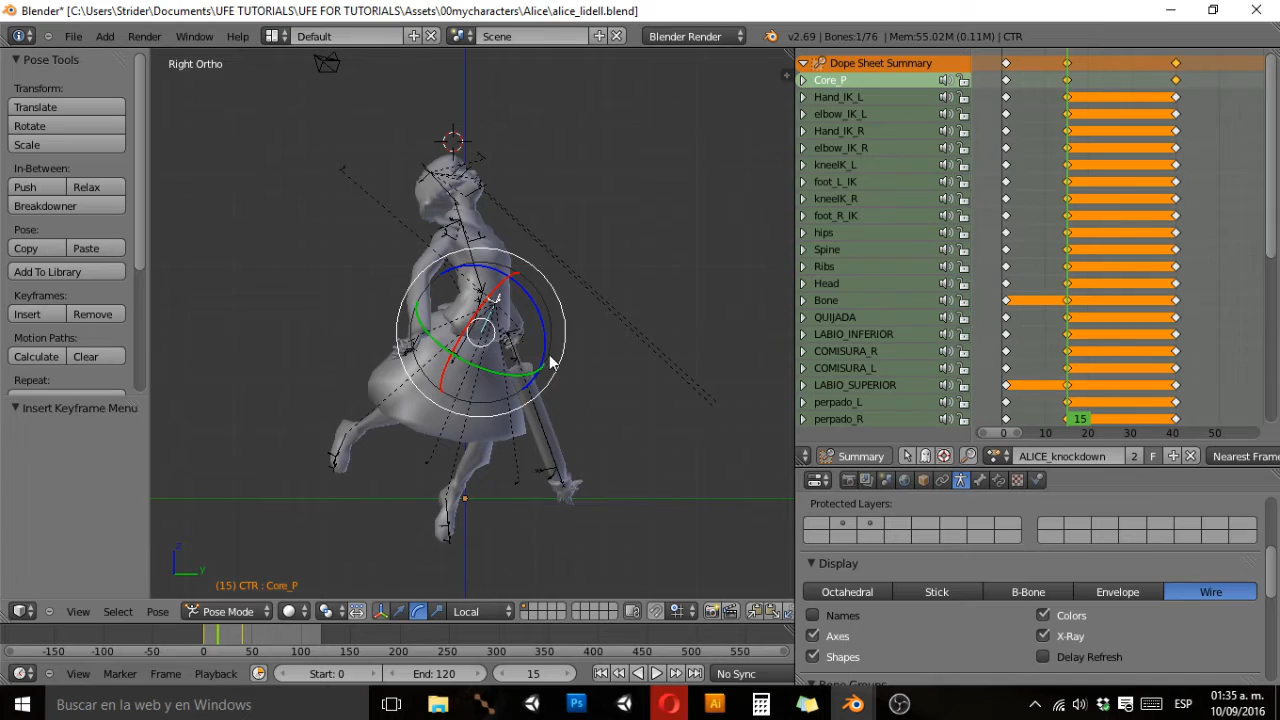 Blender* [C:\Users\Strider\Documents\UFE TUTORIALS\UFE FOR TUTORIALS\Assets\00mycharacters\Alice\alice_lidell.blend]
File Add Render Window Help Default Scene Blender Render v2.69 | Bones:1/76 | Mem:55.02M (0.11M) | CTR
Pose Tools
Transform:
Translate
Rotate
Scale
In-Between:
Push Relax
Breakdowner
Pose:
Copy Paste
Add To Library
Keyframes:
Insert Remove
Motion Paths:
Calculate Clear
Repeat:
Insert Keyframe Menu
Right Ortho
z
y
(15) CTR : Core_P
Dope Sheet Summary
Core_P
Hand_IK_L
elbow_IK_L
Hand_IK_R
elbow_IK_R
kneeIK_L
foot_L_IK
kneeIK_R
foot_R_IK
hips
Spine
Ribs
Head
Bone
QUIJADA
LABIO_INFERIOR
COMISURA_R
COMISURA_L
LABIO_SUPERIOR
perpado_L
perpado_R
15
0 10 20 30 40 50
Summary ALICE_knockdown 2 F Nearest Frame
Protected Layers:
Display
Octahedral Stick B-Bone Envelope Wire
Names Colors
Axes X-Ray
Shapes Delay Refresh
View Select Pose Pose Mode Local
-150 -100 -50 0 50 100 150 200 250 300 350 400 450 500 550
View Marker Frame Playback Start: 0 End: 120 15 No Sync
Buscar en la web y en Windows
ESP
01:35 a. m.
10/09/2016